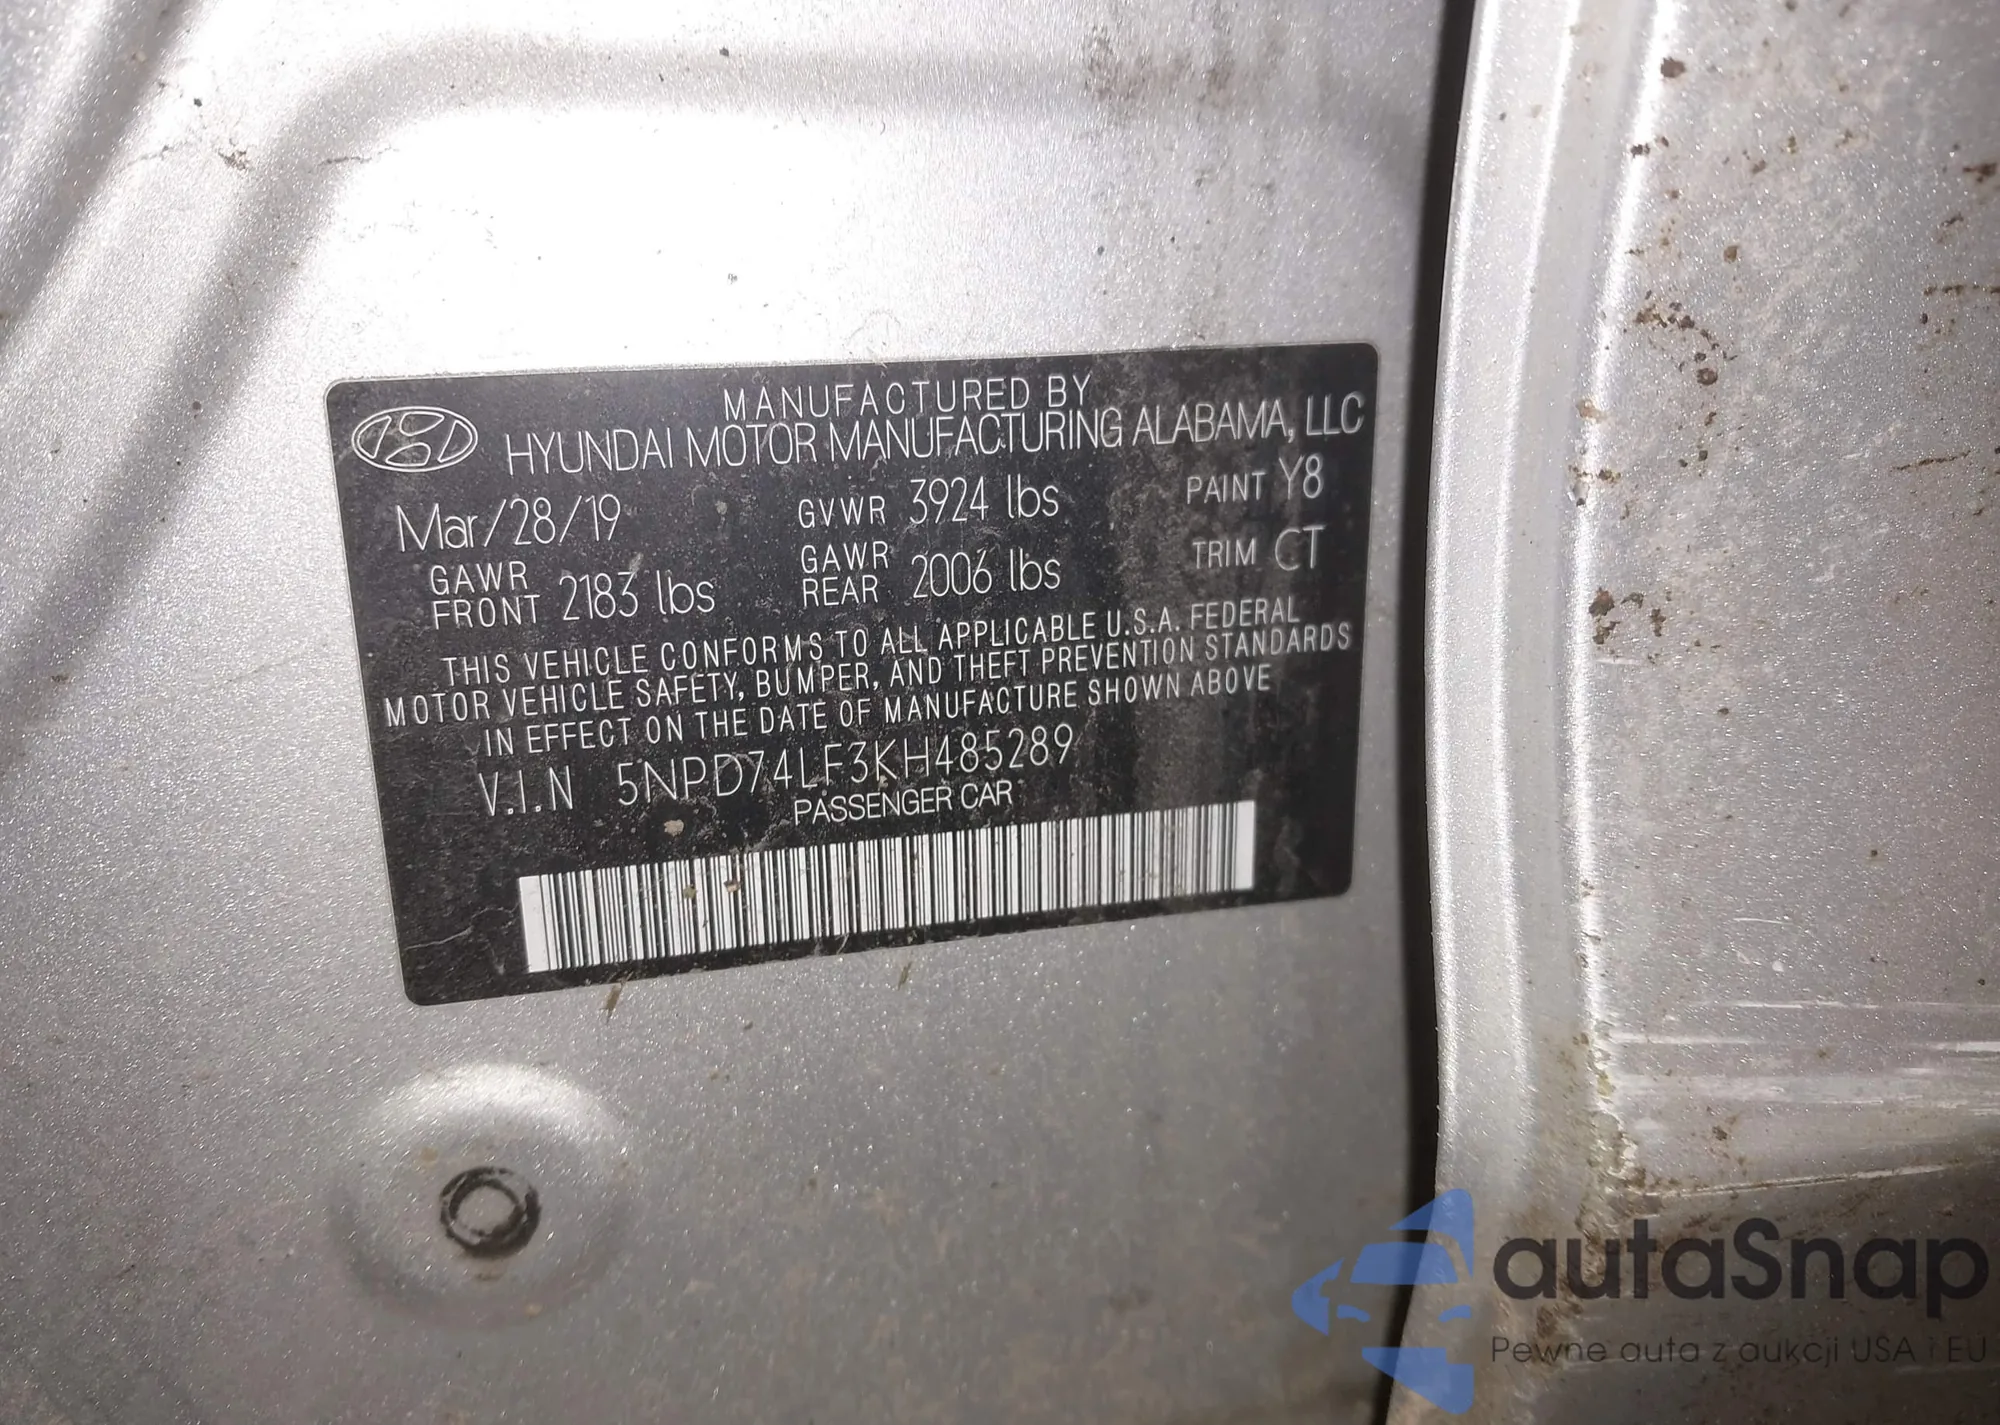 MANUFACTURED BY
HYUNDAI MOTOR MANUFACTURING ALABAMA, LLC
Mar/28/19 GVWR 3924 lbs PAINT Y8
GAWR FRONT 2183 lbs GAWR REAR 2006 lbs TRIM CT
THIS VEHICLE CONFORMS TO ALL APPLICABLE U.S.A. FEDERAL
MOTOR VEHICLE SAFETY, BUMPER, AND THEFT PREVENTION STANDARDS
IN EFFECT ON THE DATE OF MANUFACTURE SHOWN ABOVE
V.I.N 5NPD74LF3KH485289
PASSENGER CAR
autaSnap
Pewne auta z aukcji USA i EU